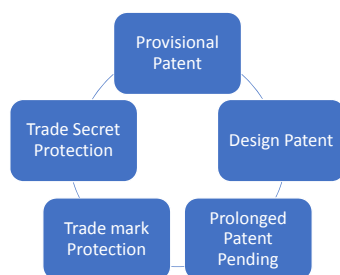 Provisional
Patent
Design Patent
Prolonged
Patent
Pending
Trade mark
Protection
Trade Secret
Protection